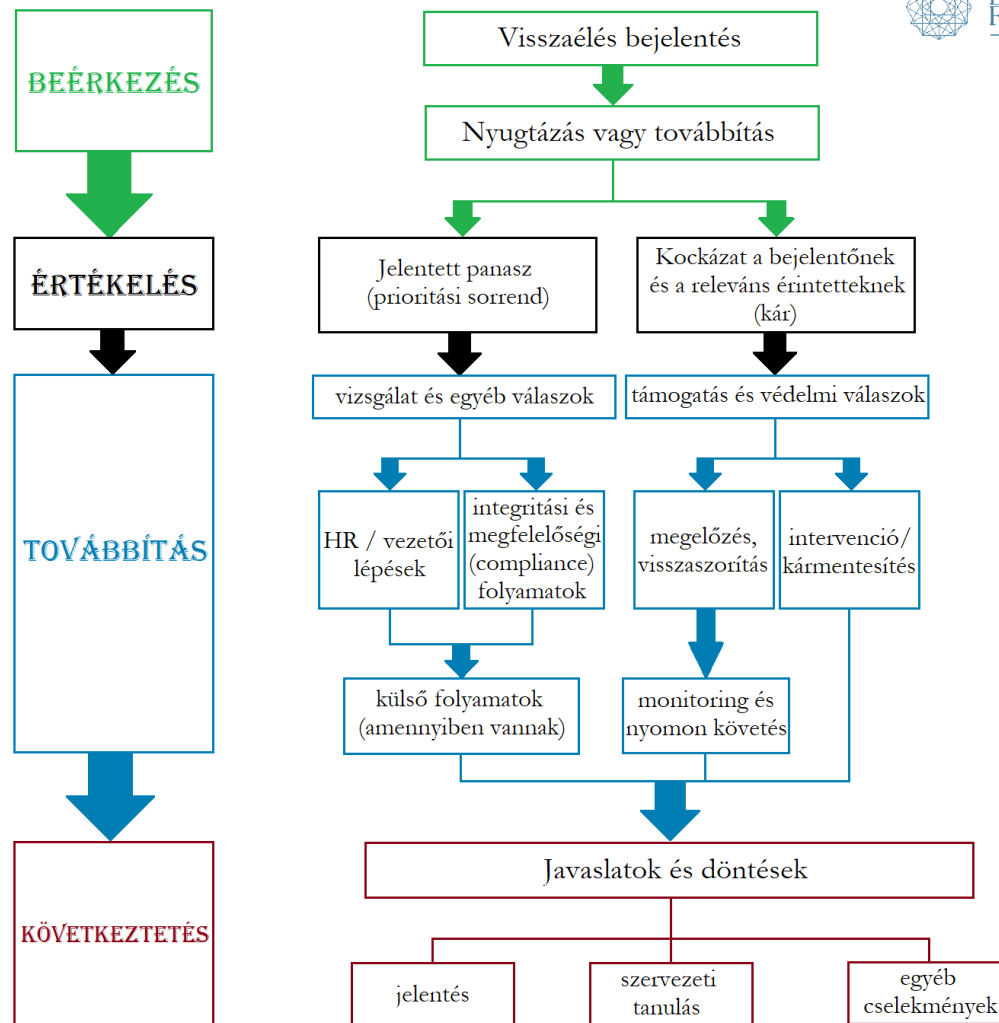 BEÉRKEZÉS
Visszaélés bejelentés
Nyugtázás vagy továbbítás
ÉRTÉKELÉS
Jelentett panasz
(prioritási sorrend)
Kockázat a bejelentőnek
és a releváns érintetteknek
(kár)
TOVÁBBÍTÁS
vizsgálat és egyéb válaszok
támogatás és védelmi válaszok
HR / vezetői
lépések
integritási és
megfelelőségi
(compliance)
folyamatok
megelőzés,
visszaszorítás
intervenció/
kármentesítés
külső folyamatok
(amennyiben vannak)
monitoring és
nyomon követés
KÖVETKEZTETÉS
Javaslatok és döntések
jelentés
szervezeti
tanulás
egyéb
cselekmények